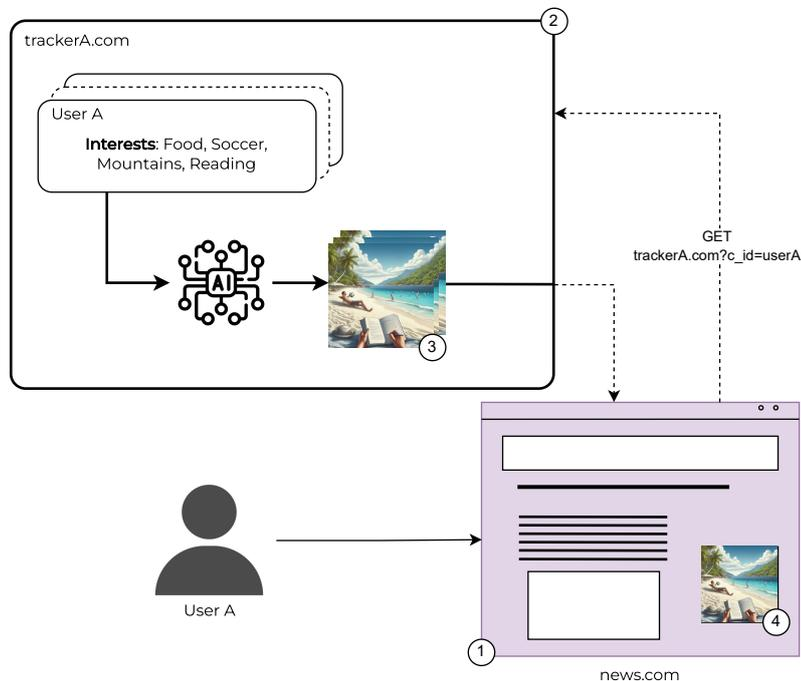 2
trackerA.com
User A
Interests: Food, Soccer,
Mountains, Reading
AI
3
GET
trackerA.com?c_id=userA
User A
4
1
news.com